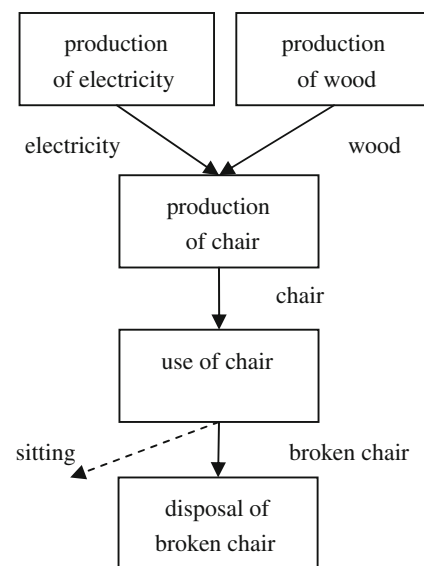 production
of electricity
production
of wood
electricity
wood
production
of chair
chair
use of chair
sitting
broken chair
disposal of
broken chair